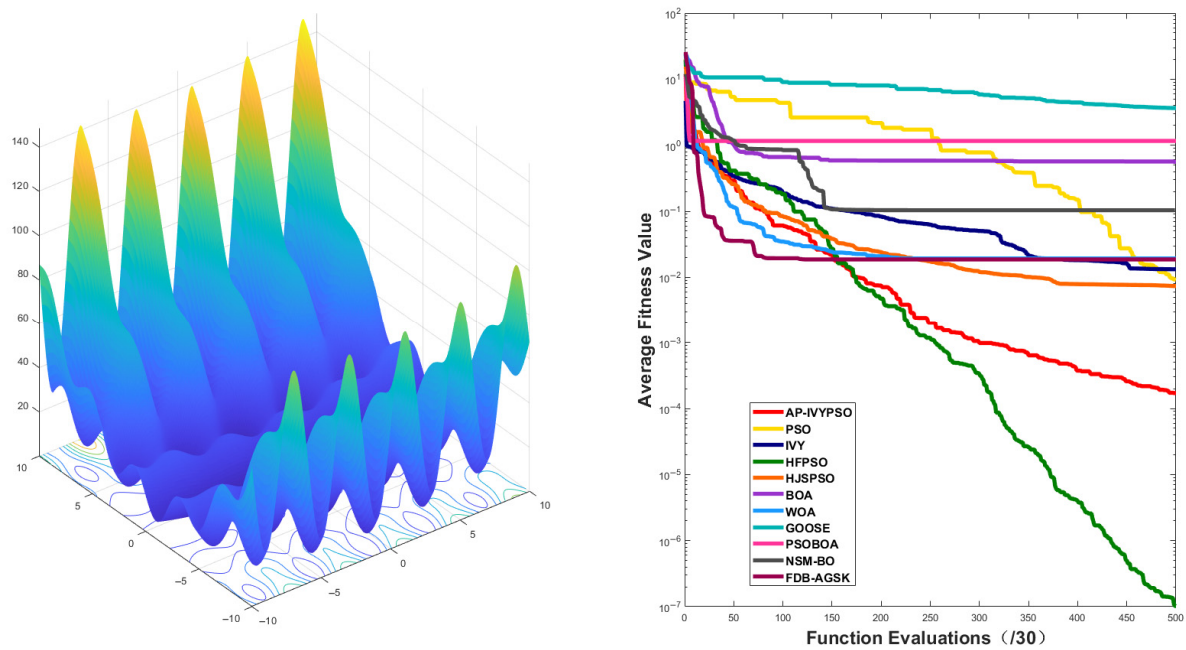 140
120
100
80
60
40
20
10
5
0
−5
−10
−10
−5
0
5
10
Average Fitness Value
10²
10¹
10⁰
10⁻¹
10⁻²
10⁻³
10⁻⁴
10⁻⁵
10⁻⁶
10⁻⁷
AP-IVYPSO
PSO
IVY
HFPSO
HJSPSO
BOA
WOA
GOOSE
PSOBOA
NSM-BO
FDB-AGSK
0 50 100 150 200 250 300 350 400 450 500
Function Evaluations（/30）